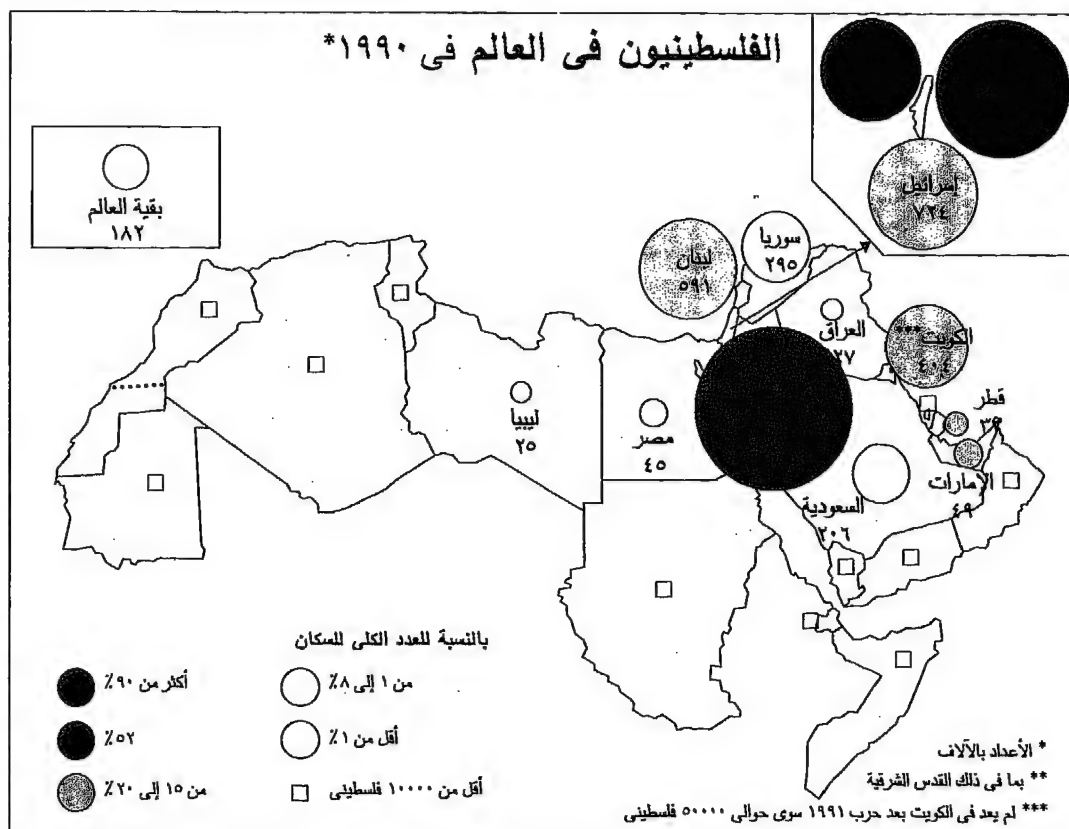 الفلسطينيون فى العالم فى ١٩٩٠*
بقية العالم
١٨٢
إسرائيل
٧٢٤
سوريا
٢٩٥
لبنان
٥٩١
العراق
الكويت***
٤٠٤
قطر
الإمارات
٤٩
السعودية
٢٠٦
مصر
٤٥
ليبيا
٢٥
بالنسبة للعدد الكلى للسكان
أكثر من ٩٠٪
٥٢٪
من ١٥ إلى ٢٠٪
من ١ إلى ٨٪
أقل من ١٪
أقل من ١٠٠٠٠ فلسطينى
* الأعداد بالآلاف
** بما فى ذلك القدس الشرقية
*** لم يعد فى الكويت بعد حرب ١٩٩١ سوى حوالى ٥٠٠٠٠ فلسطينى